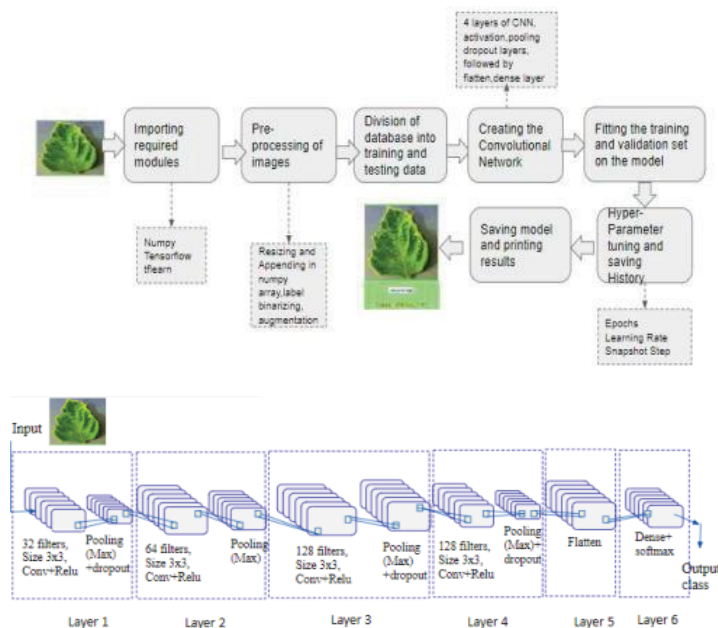 4 layers of CNN,
activation,pooling
dropout layers,
followed by
flatten,dense layer
Importing
required
modules
Pre-
processing of
images
Division of
database into
training and
testing data
Creating the
Convolutional
Network
Fitting the training
and validation set
on the model
Numpy
Tensorflow
tflearn
Resizing and
Appending in
numpy
array,label
binarizing,
augmentation
Saving model
and printing
results
Hyper-
Parameter
tuning and
saving
History
Epochs
Learning Rate
Snapshot Step
Input
32 filters,
Size 3x3,
Conv+Relu
Pooling
(Max)
+dropout
64 filters,
Size 3x3,
Conv+Relu
Pooling
(Max)
128 filters,
Size 3x3,
Conv+Relu
Pooling
(Max)
+dropout
128 filters,
Size 3x3,
Conv+Relu
Pooling
(Max)+
dropout
Flatten
Dense+
softmax
Output
class
Layer 1
Layer 2
Layer 3
Layer 4
Layer 5
Layer 6